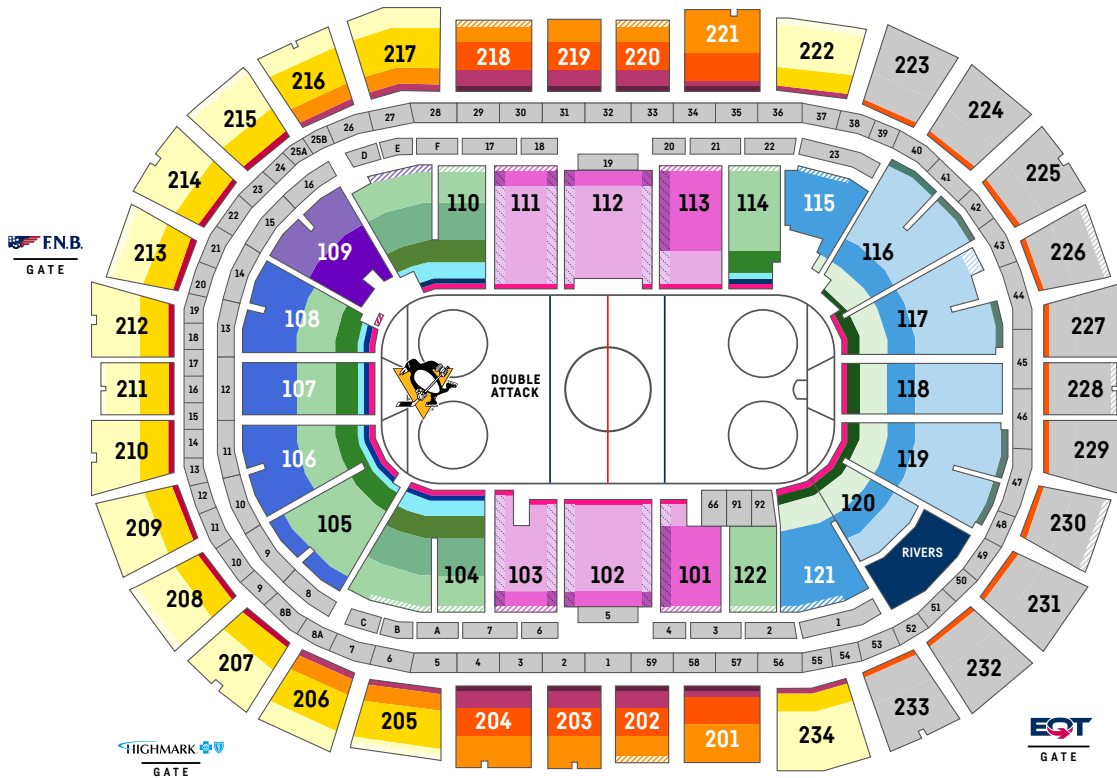 217 218 219 220 221 222
216 223
215 224
214 225
213 226
212 227
211 228
210 229
209 230
208 231
207 232
206 233
205 204 203 202 201 234
25A 25B 26 27 28 29 30 31 32 33 34 35 36 37 38 39 40 41 42 43 44 45 46 47 48 49 50 51 52 53 54 55 56 57 58 59 1 2 3 4 5 6 7 8A 8B 9 10 11 12 13 14 15 16 17 18 19 20 21 22 23 24
D E F 17 18 19 20 21 22 23
16 15 14 13 12 11 10 9 8
C B A 7 6 5 4 3 2 1
109 110 111 112 113 114 115 116
108 117
107 118
106 119
105 104 103 102 101 122 121 120
66 91 92
RIVERS
DOUBLE
ATTACK
F.N.B.
GATE
HIGHMARK
GATE
EQT
GATE